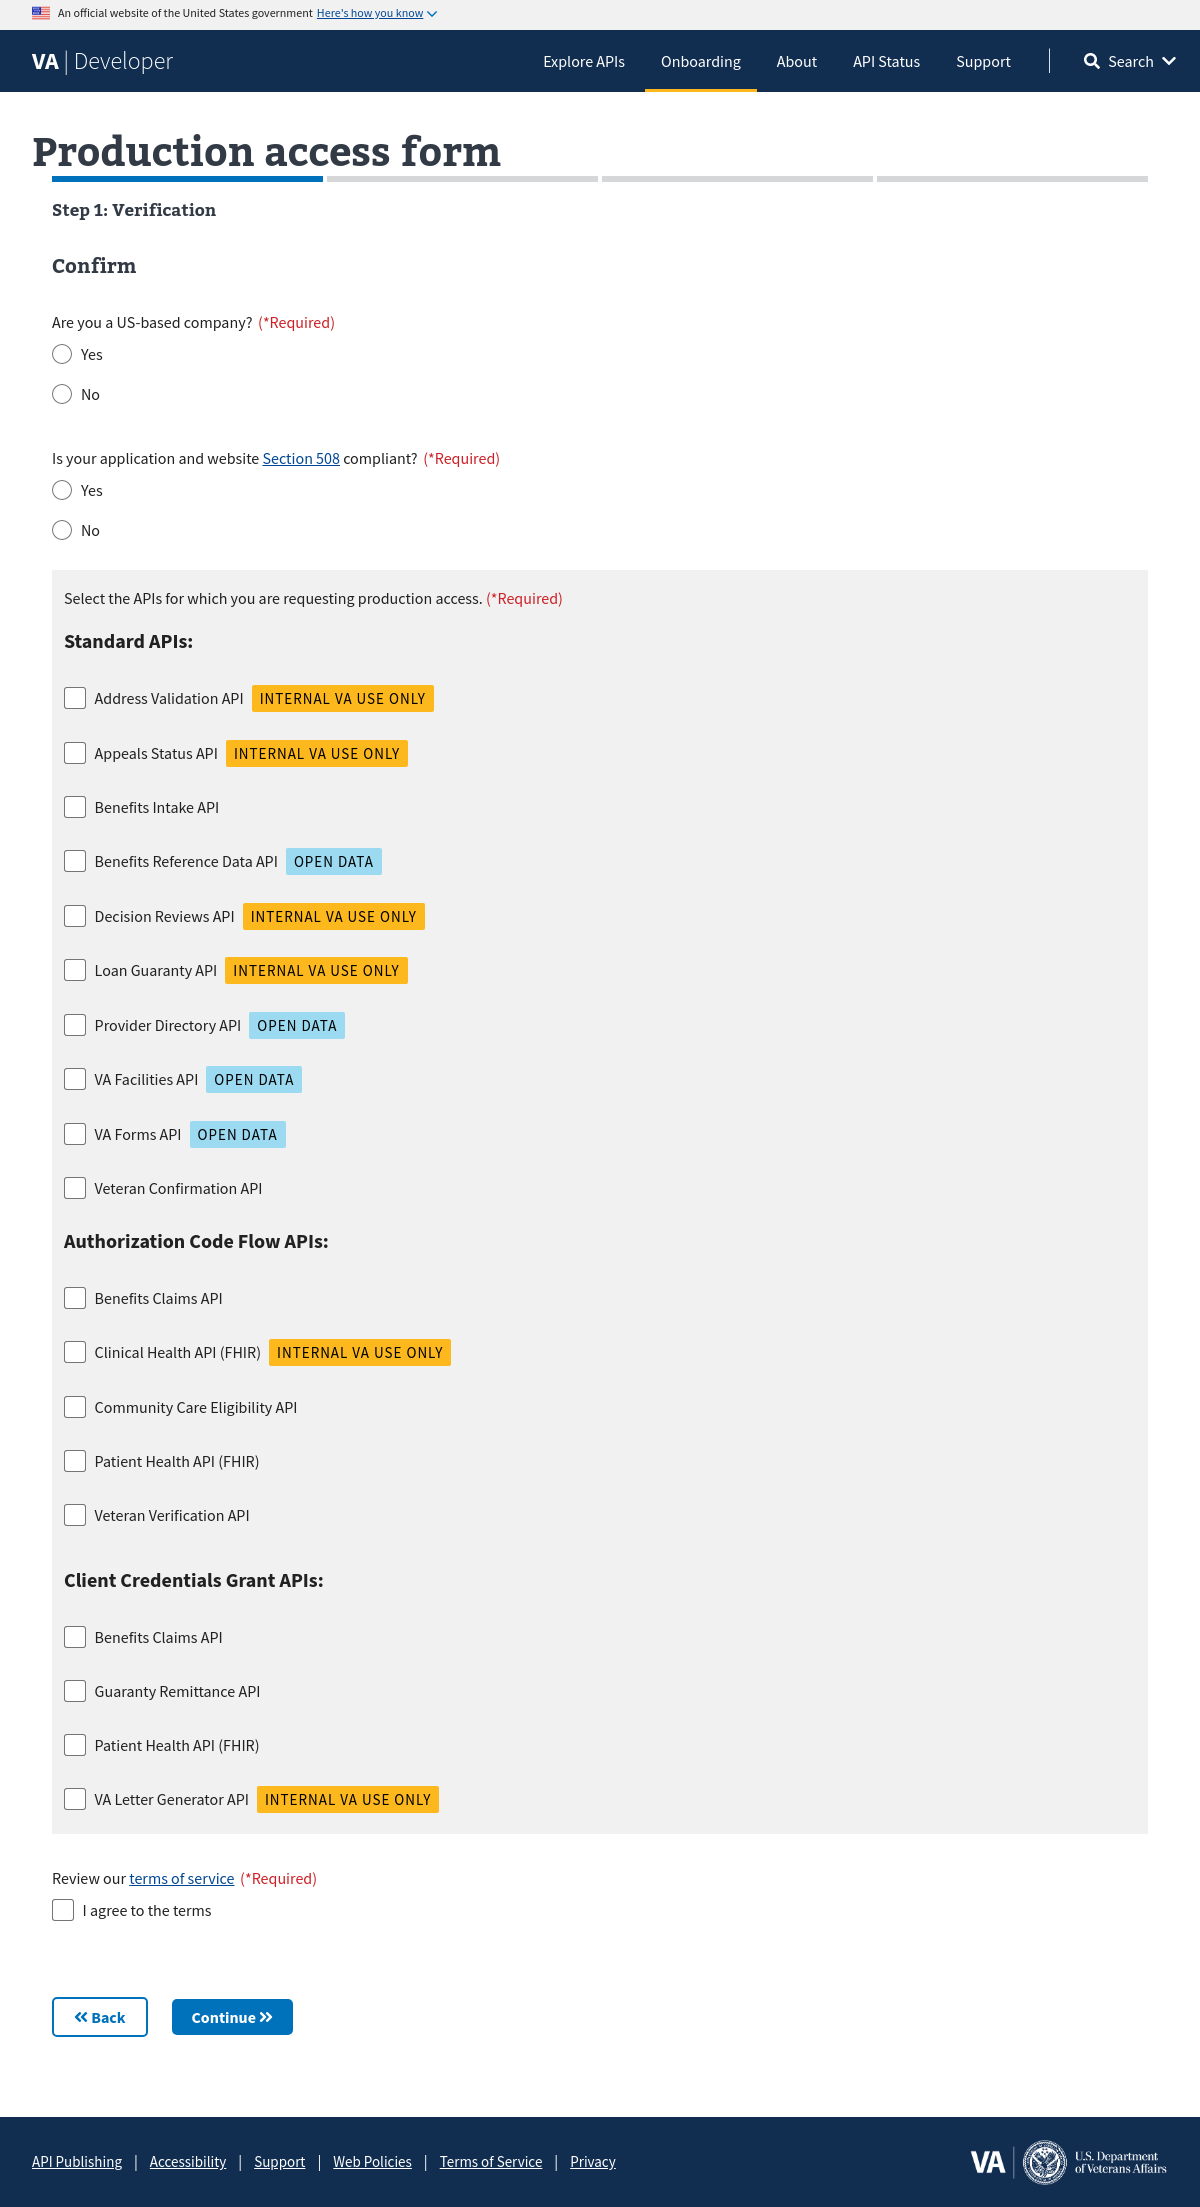 An official website of the United States government Here's how you know
VA | Developer
Explore APIs Onboarding About API Status Support Search
Production access form
Step 1: Verification
Confirm
Are you a US-based company? (*Required)
Yes
No
Is your application and website Section 508 compliant? (*Required)
Yes
No
Select the APIs for which you are requesting production access. (*Required)
Standard APIs:
Address Validation API INTERNAL VA USE ONLY
Appeals Status API INTERNAL VA USE ONLY
Benefits Intake API
Benefits Reference Data API OPEN DATA
Decision Reviews API INTERNAL VA USE ONLY
Loan Guaranty API INTERNAL VA USE ONLY
Provider Directory API OPEN DATA
VA Facilities API OPEN DATA
VA Forms API OPEN DATA
Veteran Confirmation API
Authorization Code Flow APIs:
Benefits Claims API
Clinical Health API (FHIR) INTERNAL VA USE ONLY
Community Care Eligibility API
Patient Health API (FHIR)
Veteran Verification API
Client Credentials Grant APIs:
Benefits Claims API
Guaranty Remittance API
Patient Health API (FHIR)
VA Letter Generator API INTERNAL VA USE ONLY
Review our terms of service (*Required)
I agree to the terms
Back Continue
API Publishing | Accessibility | Support | Web Policies | Terms of Service | Privacy
VA | U.S. Department
of Veterans Affairs